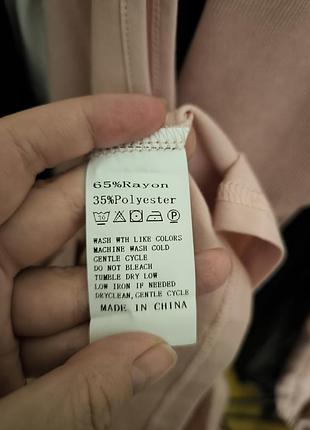 65%Rayon
35%Polyester
WASH WTH LIKE COLORS
MACHINE WASH COLD
GENTLE CYCLE
DO NOT BLEACH
TUMBLE DRY LOW
LOW IRON IF NEEDED
DRYCLEAN, GENTLE CYCLE
MADE IN CHINA